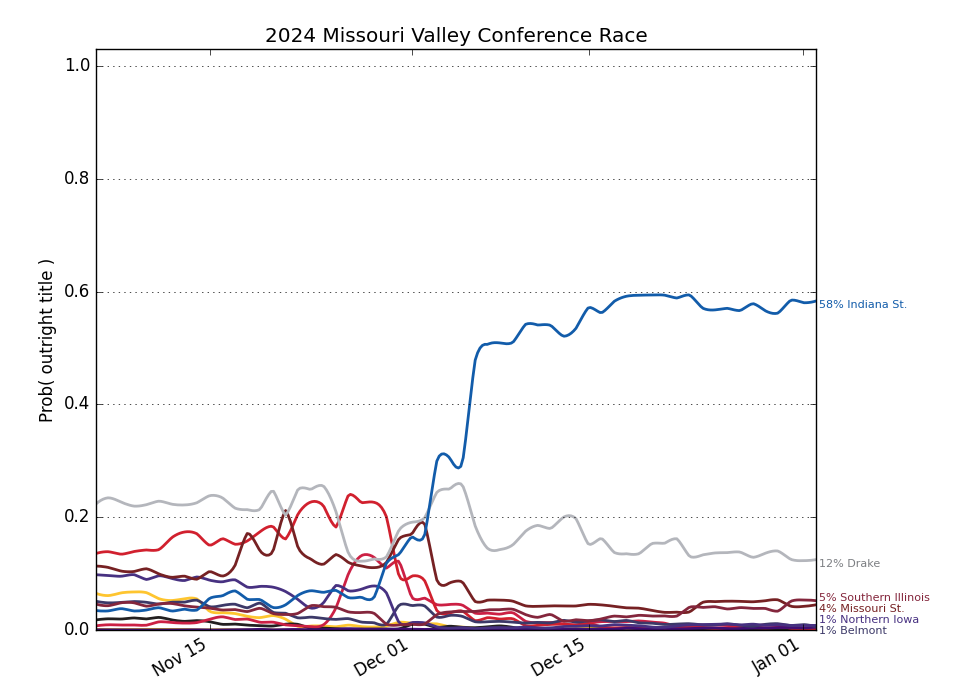 2024 Missouri Valley Conference Race
Prob( outright title )
1.0
0.8
0.6
0.4
0.2
0.0
Nov 15
Dec 01
Dec 15
Jan 01
58% Indiana St.
12% Drake
5% Southern Illinois
4% Missouri St.
1% Northern Iowa
1% Belmont